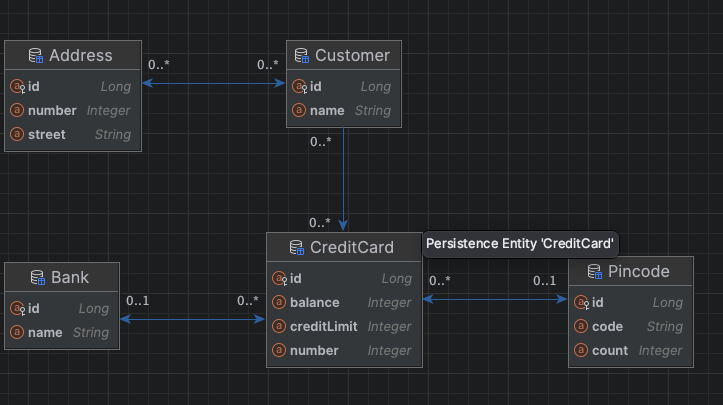 Address
id Long
number Integer
street String
0..*
0..*
Customer
id Long
name String
0..*
0..*
CreditCard
id Long
balance Integer
creditLimit Integer
number Integer
Persistence Entity 'CreditCard'
Bank
id Long
name String
0..1
0..*
0..*
0..1
Pincode
id Long
code String
count Integer